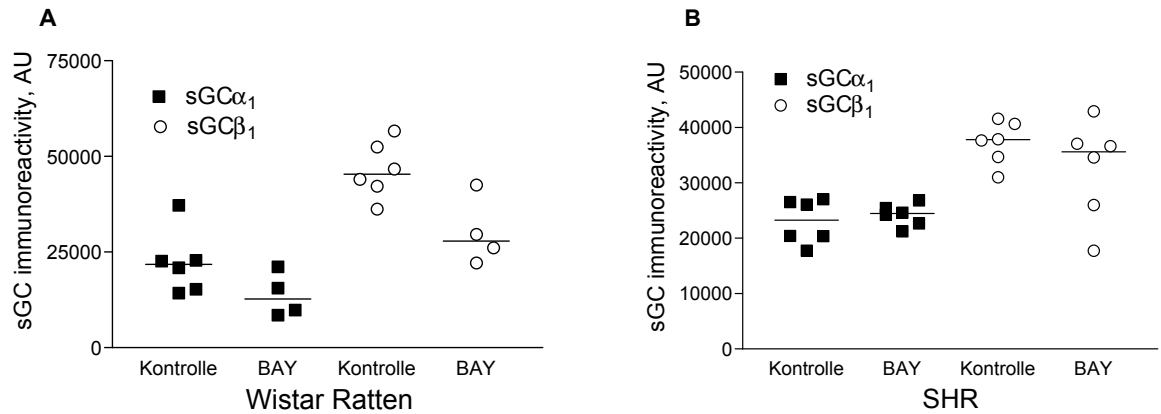 A
sGC immunoreactivity, AU
75000
50000
25000
0
sGCα₁
sGCβ₁
Kontrolle BAY Kontrolle BAY
Wistar Ratten
B
sGC immunoreactivity, AU
50000
40000
30000
20000
10000
0
sGCα₁
sGCβ₁
Kontrolle BAY Kontrolle BAY
SHR